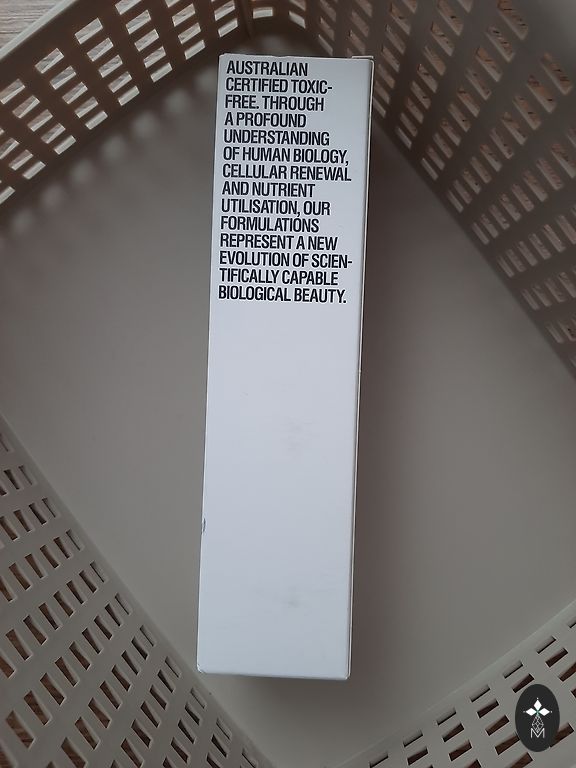 AUSTRALIAN
CERTIFIED TOXIC-
FREE. THROUGH
A PROFOUND
UNDERSTANDING
OF HUMAN BIOLOGY,
CELLULAR RENEWAL
AND NUTRIENT
UTILISATION, OUR
FORMULATIONS
REPRESENT A NEW
EVOLUTION OF SCIEN-
TIFICALLY CAPABLE
BIOLOGICAL BEAUTY.
M